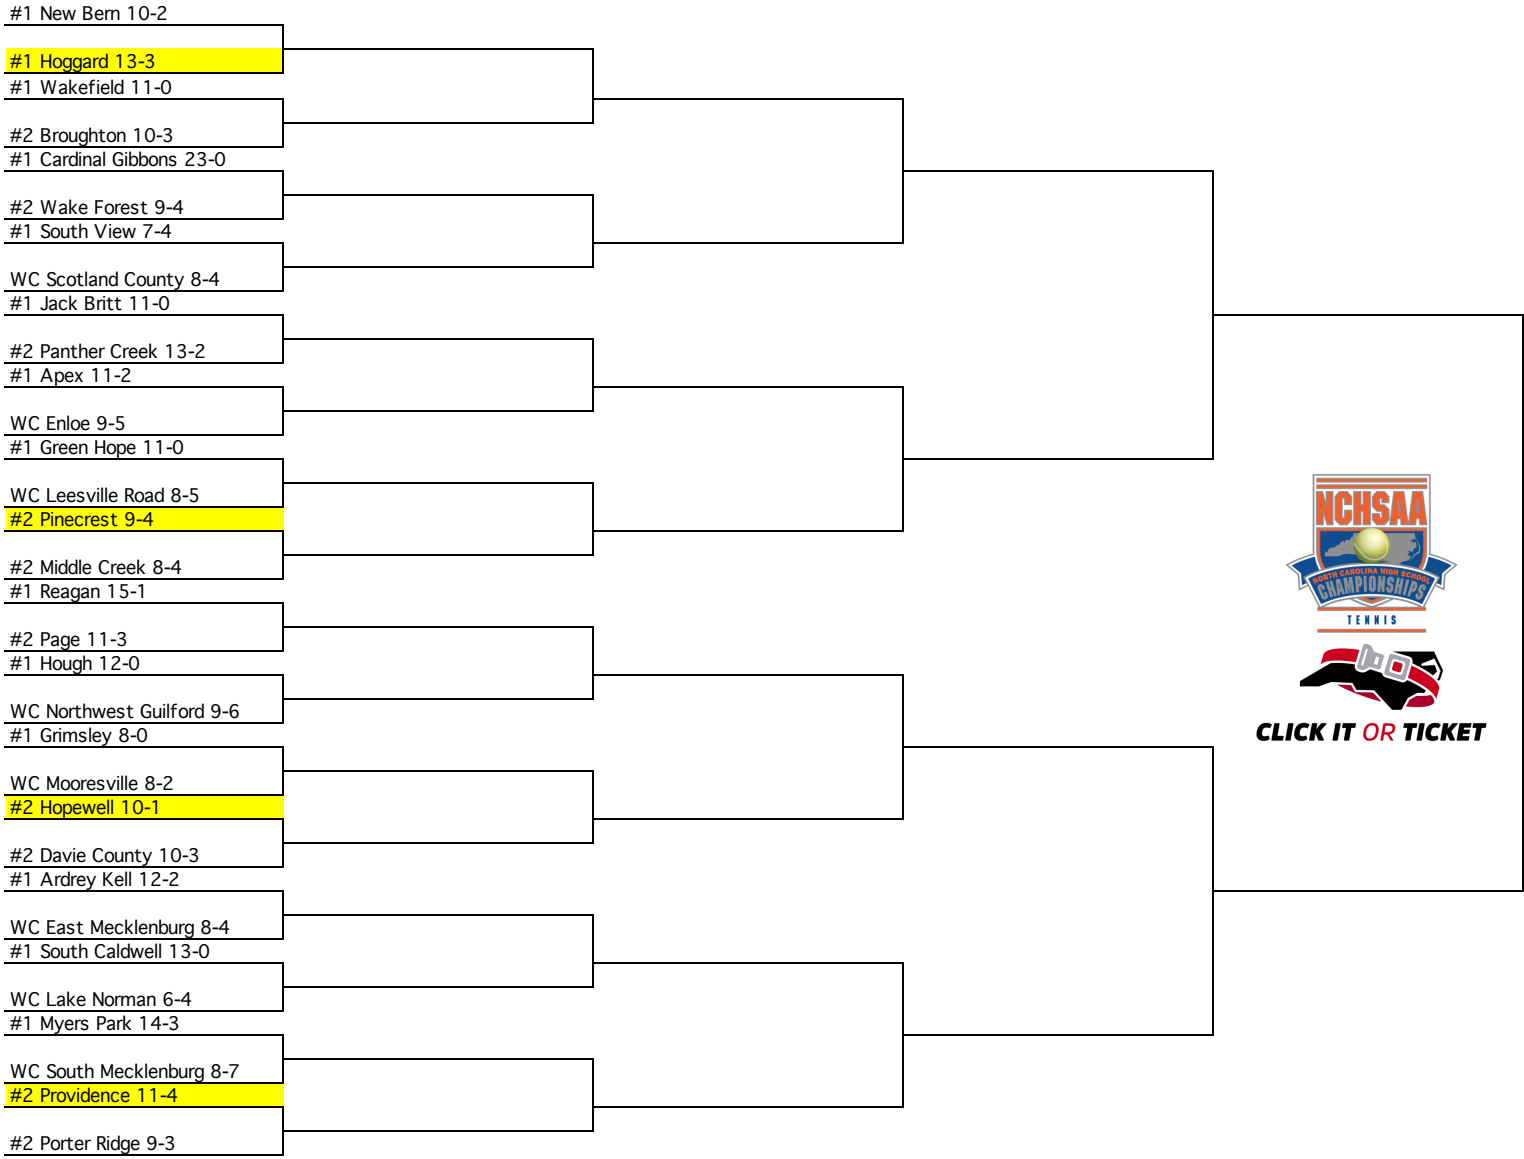 #1 New Bern 10-2
#1 Hoggard 13-3
#1 Wakefield 11-0
#2 Broughton 10-3
#1 Cardinal Gibbons 23-0
#2 Wake Forest 9-4
#1 South View 7-4
WC Scotland County 8-4
#1 Jack Britt 11-0
#2 Panther Creek 13-2
#1 Apex 11-2
WC Enloe 9-5
#1 Green Hope 11-0
WC Leesville Road 8-5
#2 Pinecrest 9-4
#2 Middle Creek 8-4
#1 Reagan 15-1
#2 Page 11-3
#1 Hough 12-0
WC Northwest Guilford 9-6
#1 Grimsley 8-0
WC Mooresville 8-2
#2 Hopewell 10-1
#2 Davie County 10-3
#1 Ardrey Kell 12-2
WC East Mecklenburg 8-4
#1 South Caldwell 13-0
WC Lake Norman 6-4
#1 Myers Park 14-3
WC South Mecklenburg 8-7
#2 Providence 11-4
#2 Porter Ridge 9-3
NCHSAA
NORTH CAROLINA HIGH SCHOOL
CHAMPIONSHIPS
TENNIS
CLICK IT OR TICKET